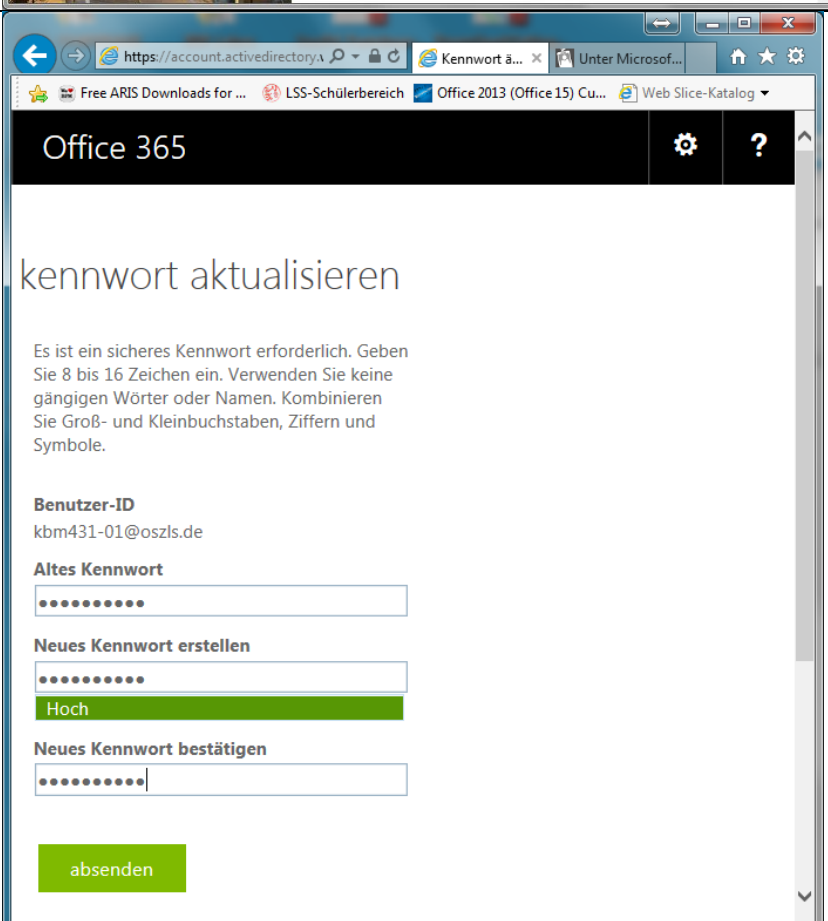 https://account.activedirectory.
Kennwort ä...
Unter Microsof...
Free ARIS Downloads for ...
LSS-Schülerbereich
Office 2013 (Office 15) Cu...
Web Slice-Katalog
Office 365
?
kennwort aktualisieren
Es ist ein sicheres Kennwort erforderlich. Geben
Sie 8 bis 16 Zeichen ein. Verwenden Sie keine
gängigen Wörter oder Namen. Kombinieren
Sie Groß- und Kleinbuchstaben, Ziffern und
Symbole.
Benutzer-ID
kbm431-01@oszls.de
Altes Kennwort
••••••••••
Neues Kennwort erstellen
••••••••••
Hoch
Neues Kennwort bestätigen
••••••••••
absenden